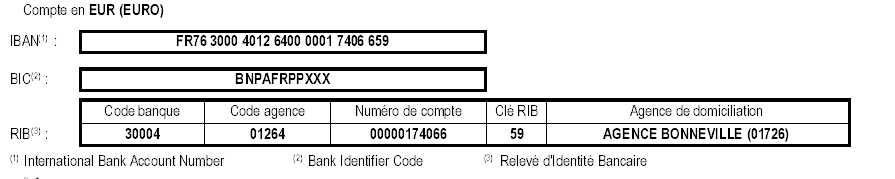 Compte en EUR (EURO)
IBAN(1) : FR76 3000 4012 6400 0001 7406 659
BIC(2) : BNPAFRPPXXX
Code banque Code agence Numéro de compte Clé RIB Agence de domiciliation
RIB(3) : 30004 01264 00000174066 59 AGENCE BONNEVILLE (01726)
(1) International Bank Account Number (2) Bank Identifier Code (3) Relevé d'Identité Bancaire